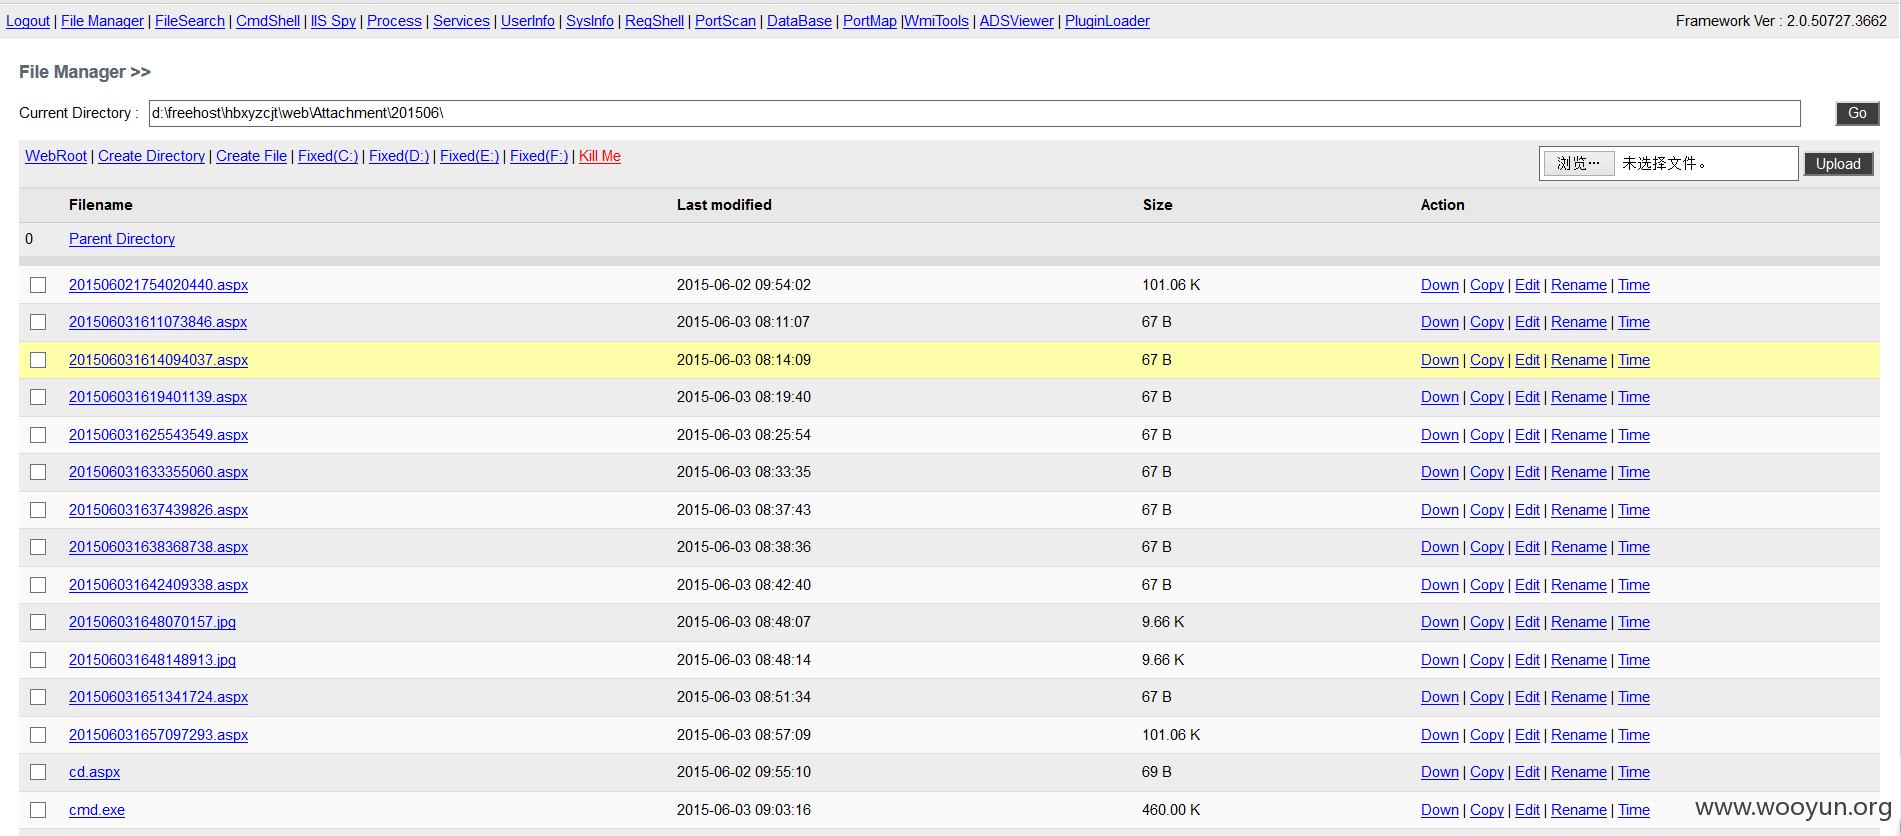 Logout | File Manager | FileSearch | CmdShell | IIS Spy | Process | Services | UserInfo | SysInfo | RegShell | PortScan | DataBase | PortMap |WmiTools | ADSViewer | PluginLoader Framework Ver : 2.0.50727.3662
File Manager >>
Current Directory : d:\freehost\hbxyzcjt\web\Attachment\201506\ Go
WebRoot | Create Directory | Create File | Fixed(C:) | Fixed(D:) | Fixed(E:) | Fixed(F:) | Kill Me 浏览… 未选择文件。 Upload
Filename Last modified Size Action
0 Parent Directory
201506021754020440.aspx 2015-06-02 09:54:02 101.06 K Down | Copy | Edit | Rename | Time
201506031611073846.aspx 2015-06-03 08:11:07 67 B Down | Copy | Edit | Rename | Time
201506031614094037.aspx 2015-06-03 08:14:09 67 B Down | Copy | Edit | Rename | Time
201506031619401139.aspx 2015-06-03 08:19:40 67 B Down | Copy | Edit | Rename | Time
201506031625543549.aspx 2015-06-03 08:25:54 67 B Down | Copy | Edit | Rename | Time
201506031633355060.aspx 2015-06-03 08:33:35 67 B Down | Copy | Edit | Rename | Time
201506031637439826.aspx 2015-06-03 08:37:43 67 B Down | Copy | Edit | Rename | Time
201506031638368738.aspx 2015-06-03 08:38:36 67 B Down | Copy | Edit | Rename | Time
201506031642409338.aspx 2015-06-03 08:42:40 67 B Down | Copy | Edit | Rename | Time
201506031648070157.jpg 2015-06-03 08:48:07 9.66 K Down | Copy | Edit | Rename | Time
201506031648148913.jpg 2015-06-03 08:48:14 9.66 K Down | Copy | Edit | Rename | Time
201506031651341724.aspx 2015-06-03 08:51:34 67 B Down | Copy | Edit | Rename | Time
201506031657097293.aspx 2015-06-03 08:57:09 101.06 K Down | Copy | Edit | Rename | Time
cd.aspx 2015-06-02 09:55:10 69 B Down | Copy | Edit | Rename | Time
cmd.exe 2015-06-03 09:03:16 460.00 K Down | Copy | Edit | Rename | Time
www.wooyun.org